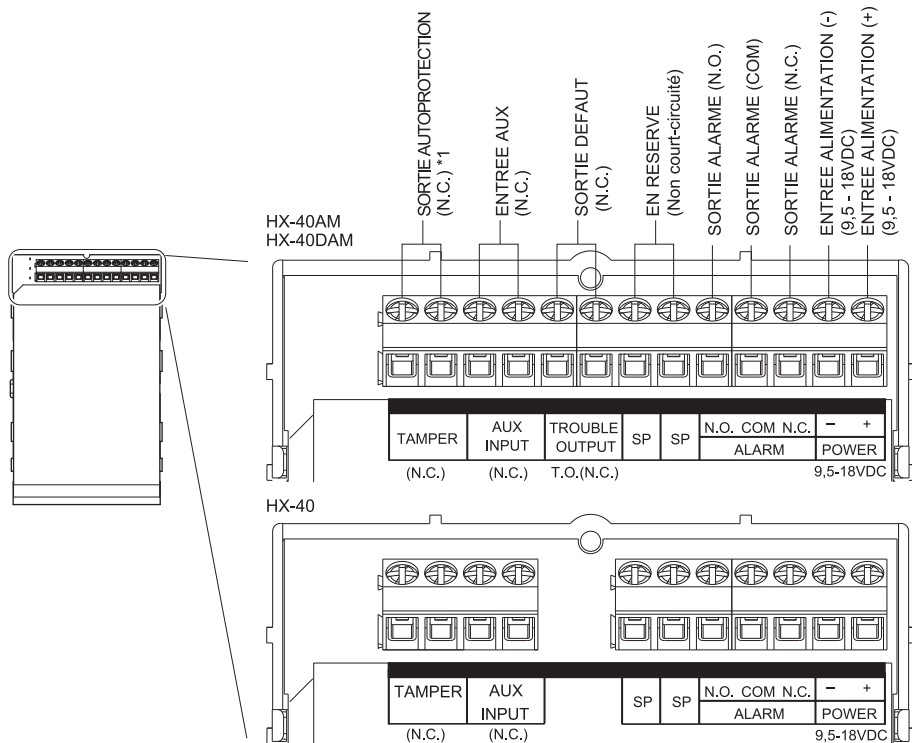 SORTIE AUTOPROTECTION
(N.C.) *1
ENTREE AUX
(N.C.)
SORTIE DEFAUT
(N.C.)
EN RESERVE
(Non court-circuité)
SORTIE ALARME (N.O.)
SORTIE ALARME (COM)
SORTIE ALARME (N.C.)
ENTREE ALIMENTATION (-)
(9,5 - 18VDC)
ENTREE ALIMENTATION (+)
(9,5 - 18VDC)
HX-40AM
HX-40DAM
TAMPER
(N.C.)
AUX
INPUT
(N.C.)
TROUBLE
OUTPUT
T.O.(N.C.)
SP
SP
N.O. COM N.C.
ALARM
− +
POWER
9,5-18VDC
HX-40
TAMPER
(N.C.)
AUX
INPUT
(N.C.)
SP
SP
N.O. COM N.C.
ALARM
− +
POWER
9,5-18VDC